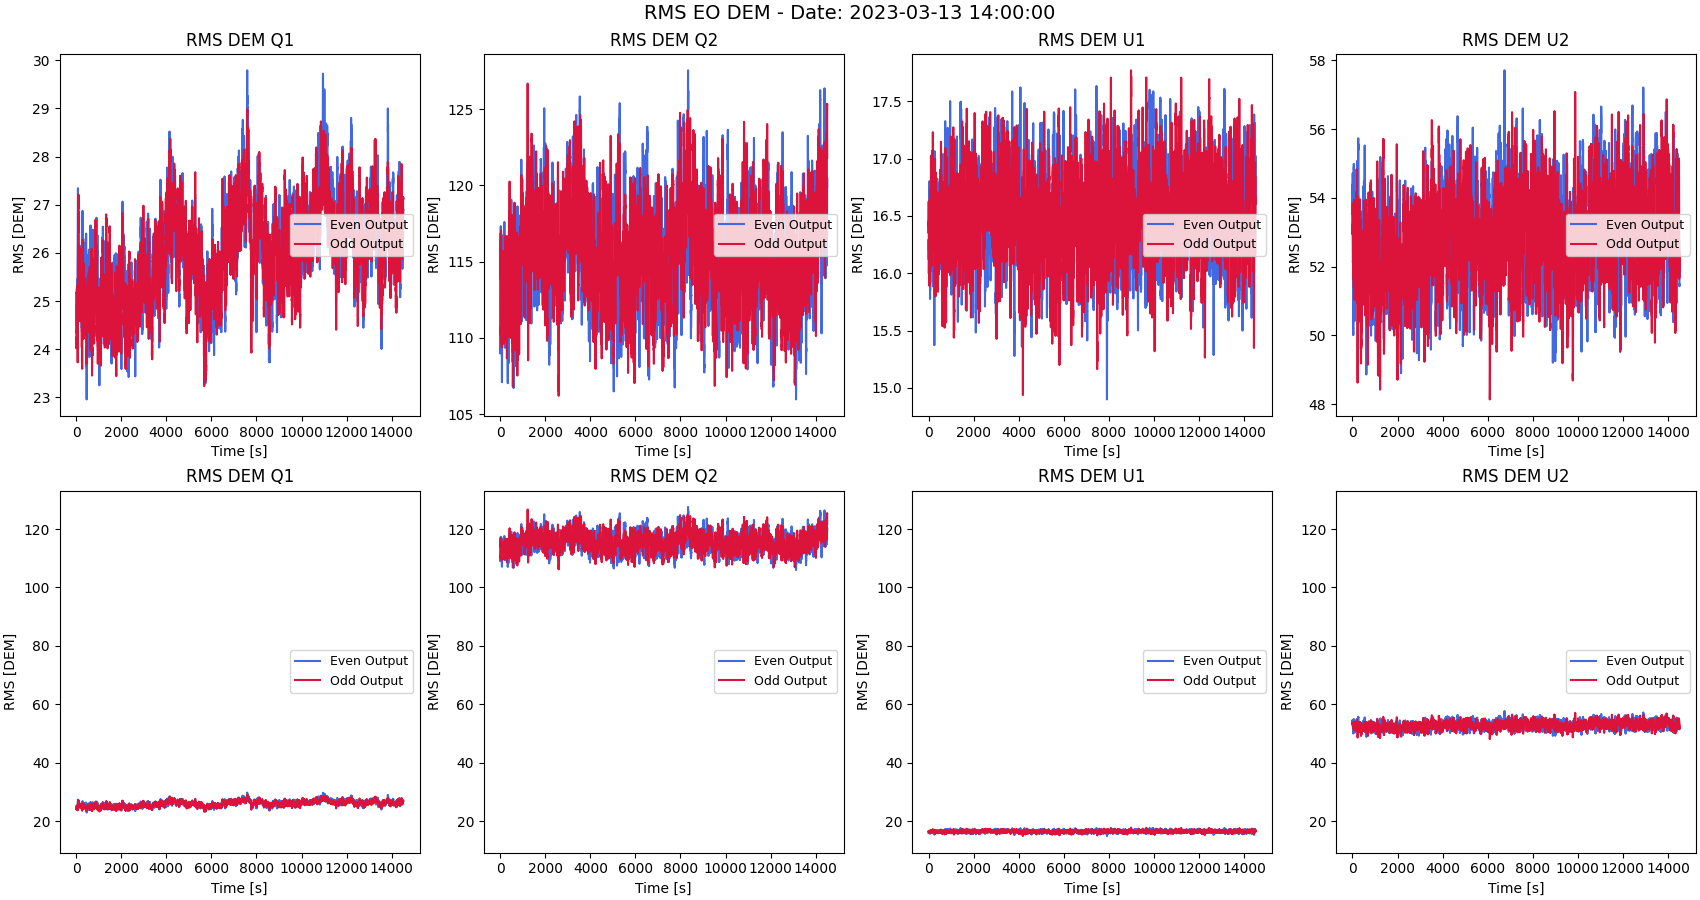 RMS EO DEM - Date: 2023-03-13 14:00:00
RMS DEM Q1
RMS [DEM]
30
29
28
27
26
25
24
23
Even Output
Odd Output
0 2000 4000 6000 8000 10000 12000 14000
Time [s]
RMS DEM Q2
RMS [DEM]
125
120
115
110
105
Even Output
Odd Output
0 2000 4000 6000 8000 10000 12000 14000
Time [s]
RMS DEM U1
RMS [DEM]
17.5
17.0
16.5
16.0
15.5
15.0
Even Output
Odd Output
0 2000 4000 6000 8000 10000 12000 14000
Time [s]
RMS DEM U2
RMS [DEM]
58
56
54
52
50
48
Even Output
Odd Output
0 2000 4000 6000 8000 10000 12000 14000
Time [s]
RMS DEM Q1
RMS [DEM]
120
100
80
60
40
20
Even Output
Odd Output
0 2000 4000 6000 8000 10000 12000 14000
Time [s]
RMS DEM Q2
RMS [DEM]
120
100
80
60
40
20
Even Output
Odd Output
0 2000 4000 6000 8000 10000 12000 14000
Time [s]
RMS DEM U1
RMS [DEM]
120
100
80
60
40
20
Even Output
Odd Output
0 2000 4000 6000 8000 10000 12000 14000
Time [s]
RMS DEM U2
RMS [DEM]
120
100
80
60
40
20
Even Output
Odd Output
0 2000 4000 6000 8000 10000 12000 14000
Time [s]